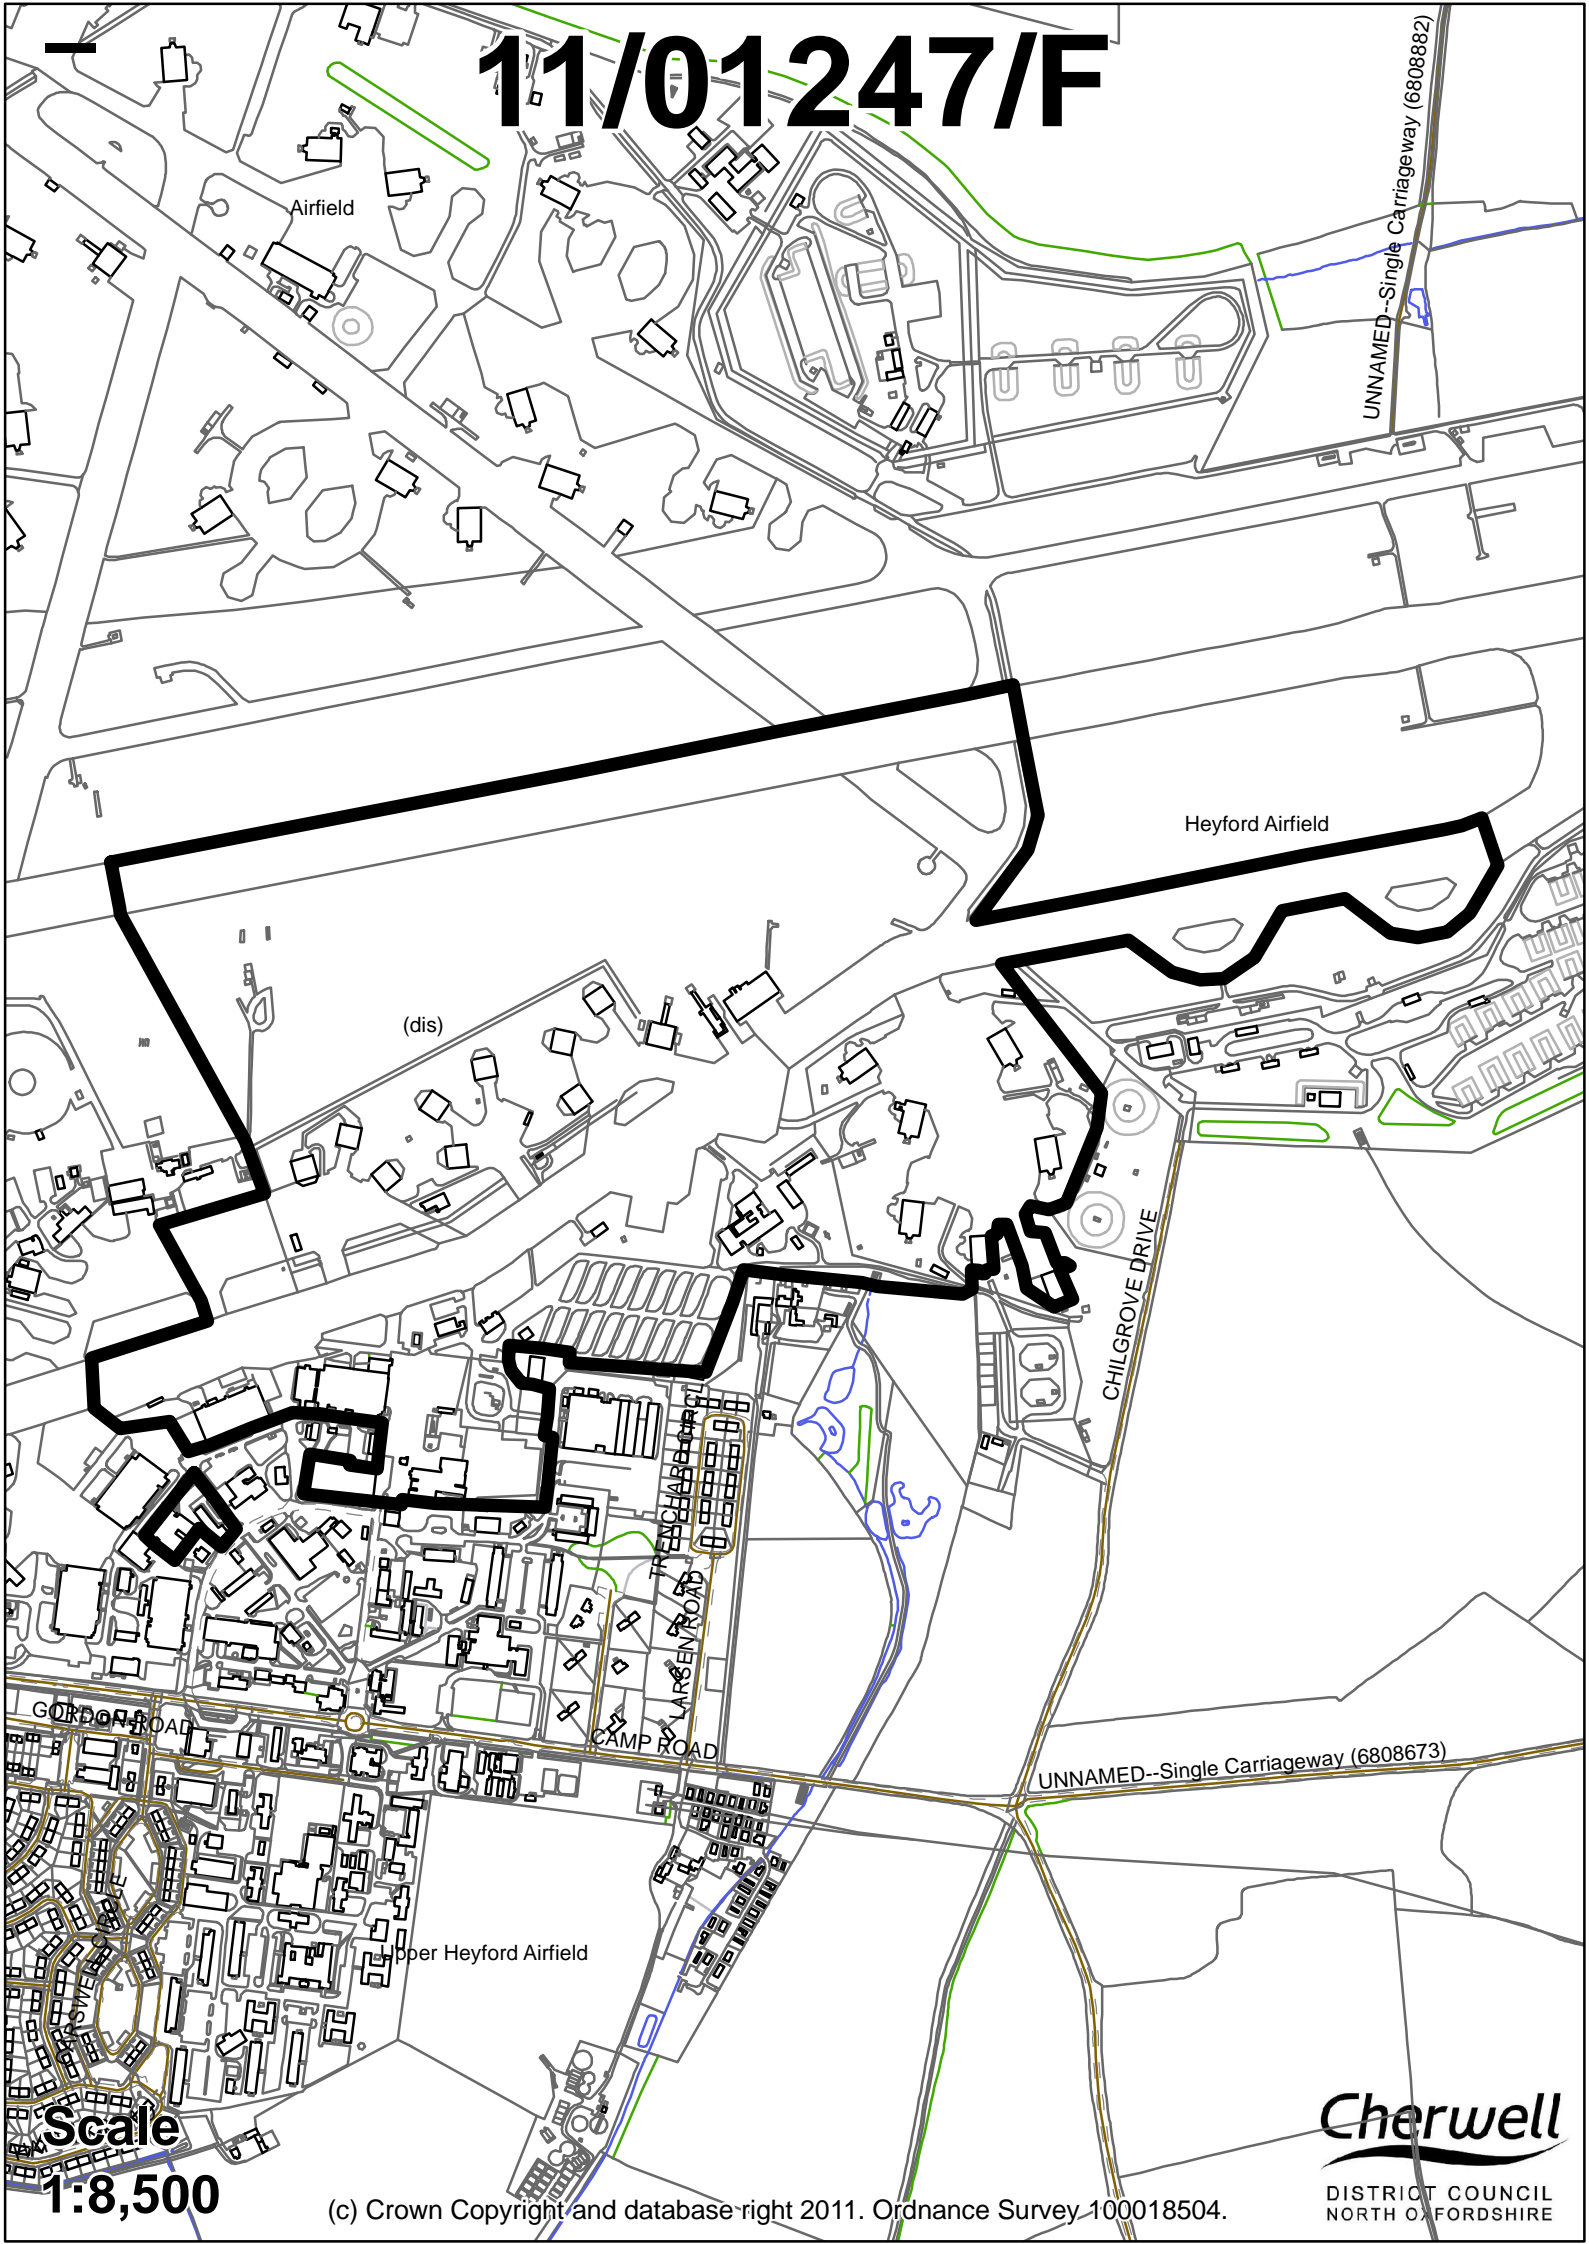 11/01247/F
UNNAMED--Single Carriageway (6808882)
Airfield
Heyford Airfield
(dis)
CHILGROVE DRIVE
TRENCHARD CIRCLE
LARSEN ROAD
GORDON ROAD
CAMP ROAD
UNNAMED--Single Carriageway (6808673)
CARSWELL CIRCLE
Upper Heyford Airfield
Scale
1:8,500
(c) Crown Copyright and database right 2011. Ordnance Survey 100018504.
Cherwell
DISTRICT COUNCIL
NORTH OXFORDSHIRE